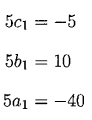 5c₁ = −5
5b₁ = 10
5a₁ = −40